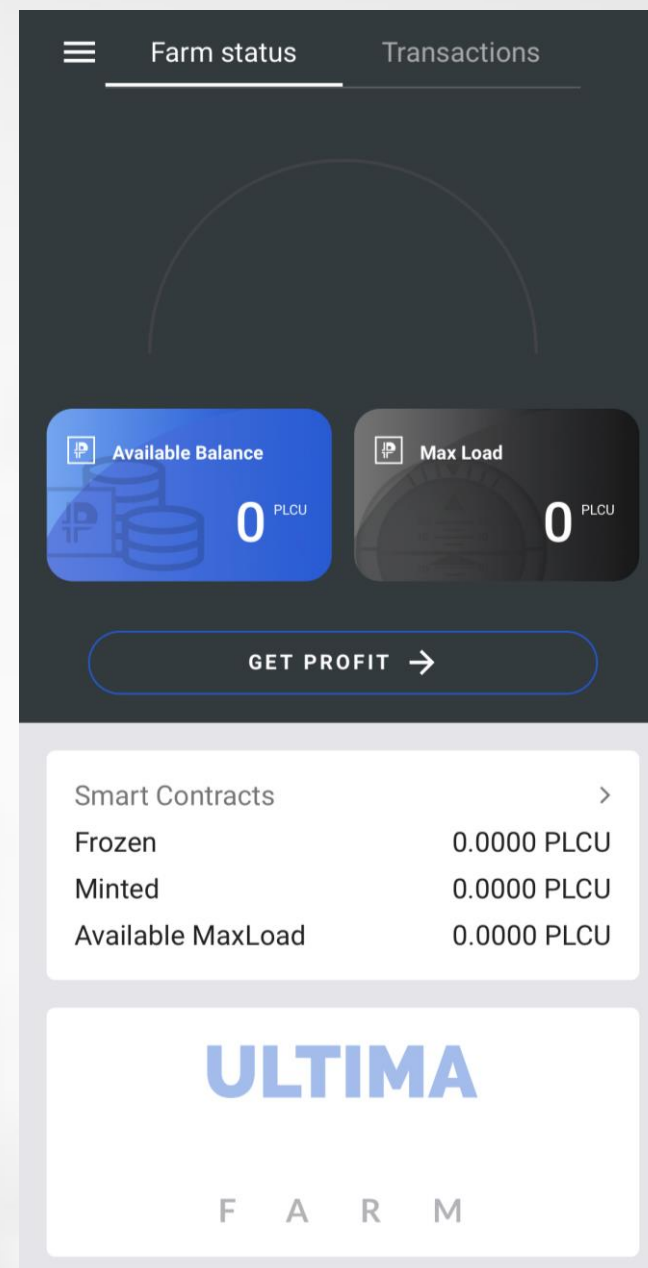 Farm status Transactions
Available Balance
0 PLCU
Max Load
0 PLCU
GET PROFIT
Smart Contracts
Frozen 0.0000 PLCU
Minted 0.0000 PLCU
Available MaxLoad 0.0000 PLCU
ULTIMA
FARM